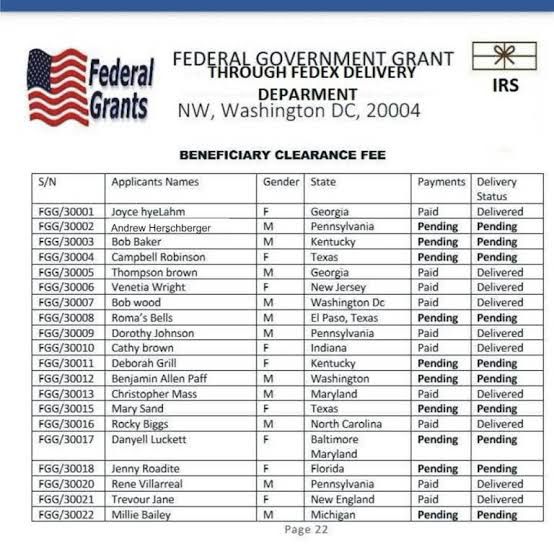 Federal
Grants
FEDERAL GOVERNMENT GRANT
THROUGH FEDEX DELIVERY
DEPARMENT
NW, Washington DC, 20004
IRS
BENEFICIARY CLEARANCE FEE
S/N Applicants Names Gender State Payments Delivery
Status
FGG/30001 Joyce hyeLahm F Georgia Paid Delivered
FGG/30002 Andrew Herschberger M Pennsylvania Pending Pending
FGG/30003 Bob Baker M Kentucky Pending Pending
FGG/30004 Campbell Robinson F Texas Pending Pending
FGG/30005 Thompson brown M Georgia Paid Delivered
FGG/30006 Venetia Wright F New Jersey Paid Delivered
FGG/30007 Bob wood M Washington Dc Paid Delivered
FGG/30008 Roma's Bells M El Paso, Texas Pending Pending
FGG/30009 Dorothy Johnson M Pennsylvania Paid Delivered
FGG/30010 Cathy brown F Indiana Paid Delivered
FGG/30011 Deborah Grill F Kentucky Pending Pending
FGG/30012 Benjamin Allen Paff M Washington Pending Pending
FGG/30013 Christopher Mass M Maryland Paid Delivered
FGG/30015 Mary Sand F Texas Pending Pending
FGG/30016 Rocky Biggs M North Carolina Paid Delivered
FGG/30017 Danyell Luckett F Baltimore Pending Pending
Maryland
FGG/30018 Jenny Roadite F Florida Pending Pending
FGG/30020 Rene Villarreal M Pennsylvania Paid Delivered
FGG/30021 Trevour Jane F New England Paid Delivered
FGG/30022 Millie Bailey M Michigan Pending Pending
Page 22